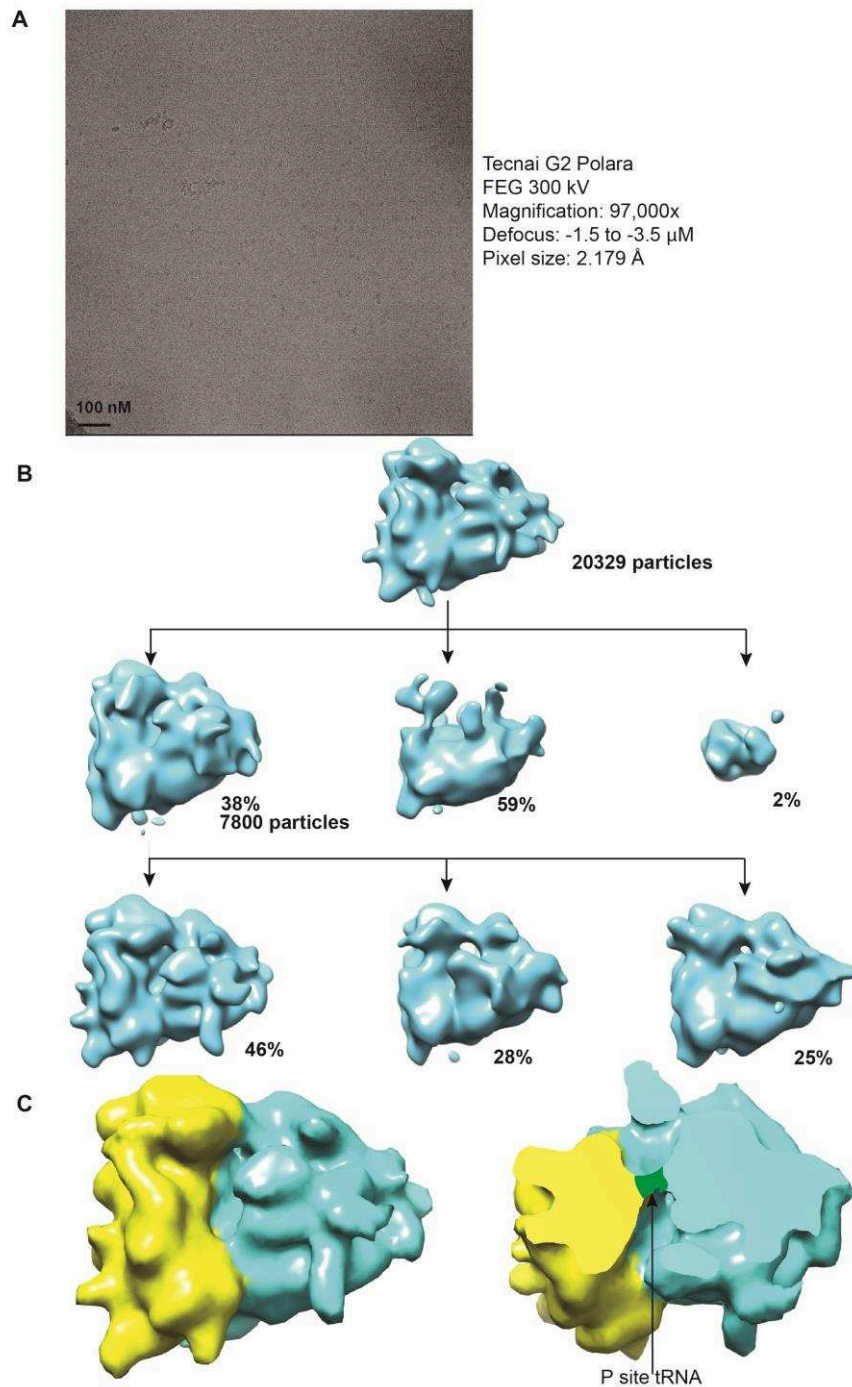 A
Tecnai G2 Polara
FEG 300 kV
Magnification: 97,000x
Defocus: -1.5 to -3.5 µM
Pixel size: 2.179 Å
100 nM
B
20329 particles
38%
7800 particles
59%
2%
46%
28%
25%
C
P site tRNA